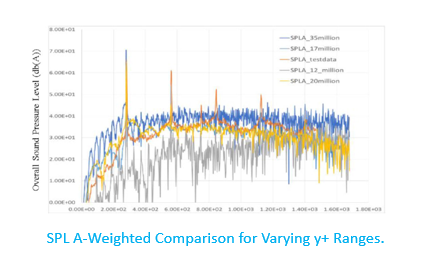 8.00E+01
7.00E+01
6.00E+01
5.00E+01
4.00E+01
3.00E+01
2.00E+01
1.00E+01
0.00E+00
Overall Sound Pressure Level (db(A))
SPLA_35million
SPLA_17million
SPLA_testdata
SPLA_12_million
SPLA_20million
0.00E+00 2.00E+02 4.00E+02 6.00E+02 8.00E+02 1.00E+03 1.20E+03 1.40E+03 1.60E+03 1.80E+03
SPL A-Weighted Comparison for Varying y+ Ranges.